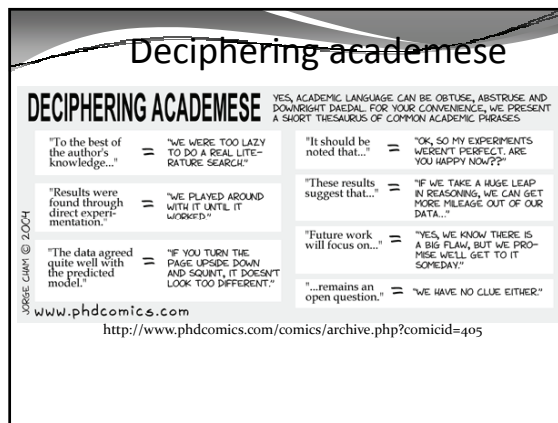 Deciphering academese
DECIPHERING ACADEMESE
YES, ACADEMIC LANGUAGE CAN BE OBTUSE, ABSTRUSE AND
DOWNRIGHT DAEDAL. FOR YOUR CONVENIENCE, WE PRESENT
A SHORT THESAURUS OF COMMON ACADEMIC PHRASES
"To the best of
the author's
knowledge..."
=
"WE WERE TOO LAZY
TO DO A REAL LITE-
RATURE SEARCH."
"Results were
found through
direct experi-
mentation."
=
"WE PLAYED AROUND
WITH IT UNTIL IT
WORKED."
"The data agreed
quite well with
the predicted
model."
=
"IF YOU TURN THE
PAGE UPSIDE DOWN
AND SQUINT, IT DOESN'T
LOOK TOO DIFFERENT."
"It should be
noted that..."
=
"OK, SO MY EXPERIMENTS
WEREN'T PERFECT. ARE
YOU HAPPY NOW??"
"These results
suggest that..."
=
"IF WE TAKE A HUGE LEAP
IN REASONING, WE CAN GET
MORE MILEAGE OUT OF OUR
DATA..."
"Future work
will focus on..."
=
"YES, WE KNOW THERE IS
A BIG FLAW, BUT WE PRO-
MISE WE'LL GET TO IT
SOMEDAY."
"...remains an
open question."
=
"WE HAVE NO CLUE EITHER."
JORGE CHAM © 2004
www.phdcomics.com
http://www.phdcomics.com/comics/archive.php?comicid=405